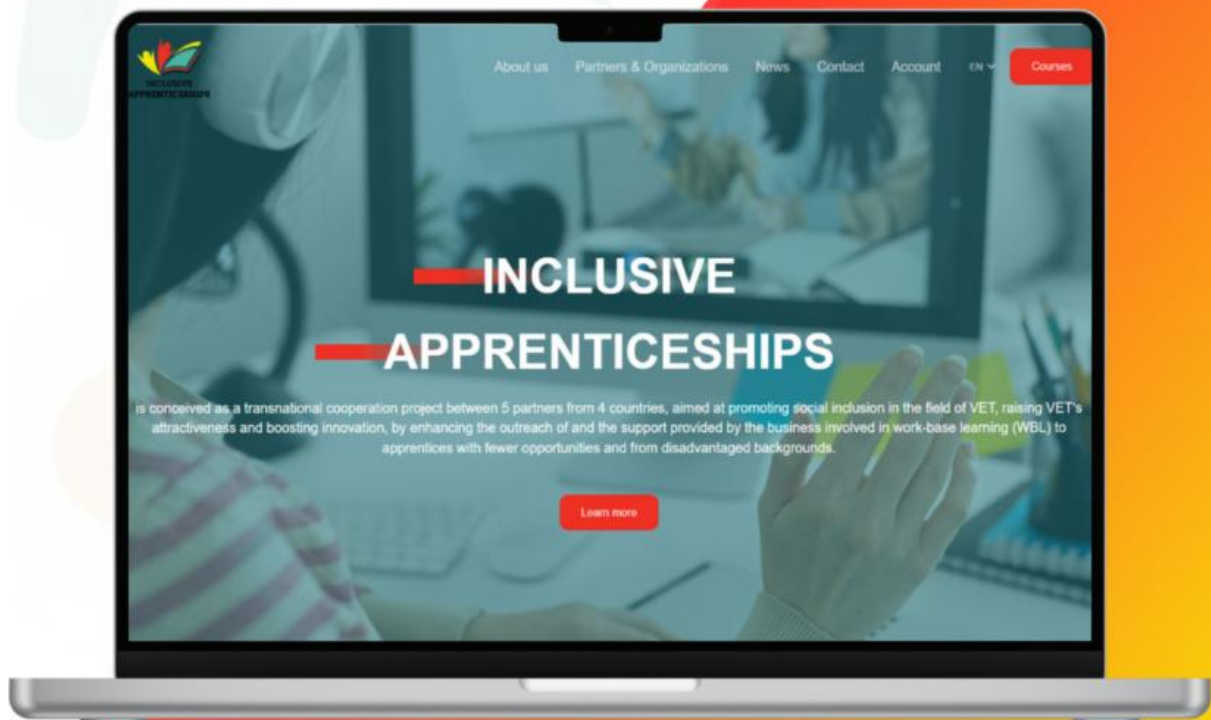 INCLUSIVE
APPRENTICESHIPS
About us
Partners & Organizations
News
Contact
Account
EN
Courses
INCLUSIVE
APPRENTICESHIPS
is conceived as a transnational cooperation project between 5 partners from 4 countries, aimed at promoting social inclusion in the field of VET, raising VET's
attractiveness and boosting innovation, by enhancing the outreach of and the support provided by the business involved in work-base learning (WBL) to
apprentices with fewer opportunities and from disadvantaged backgrounds.
Learn more